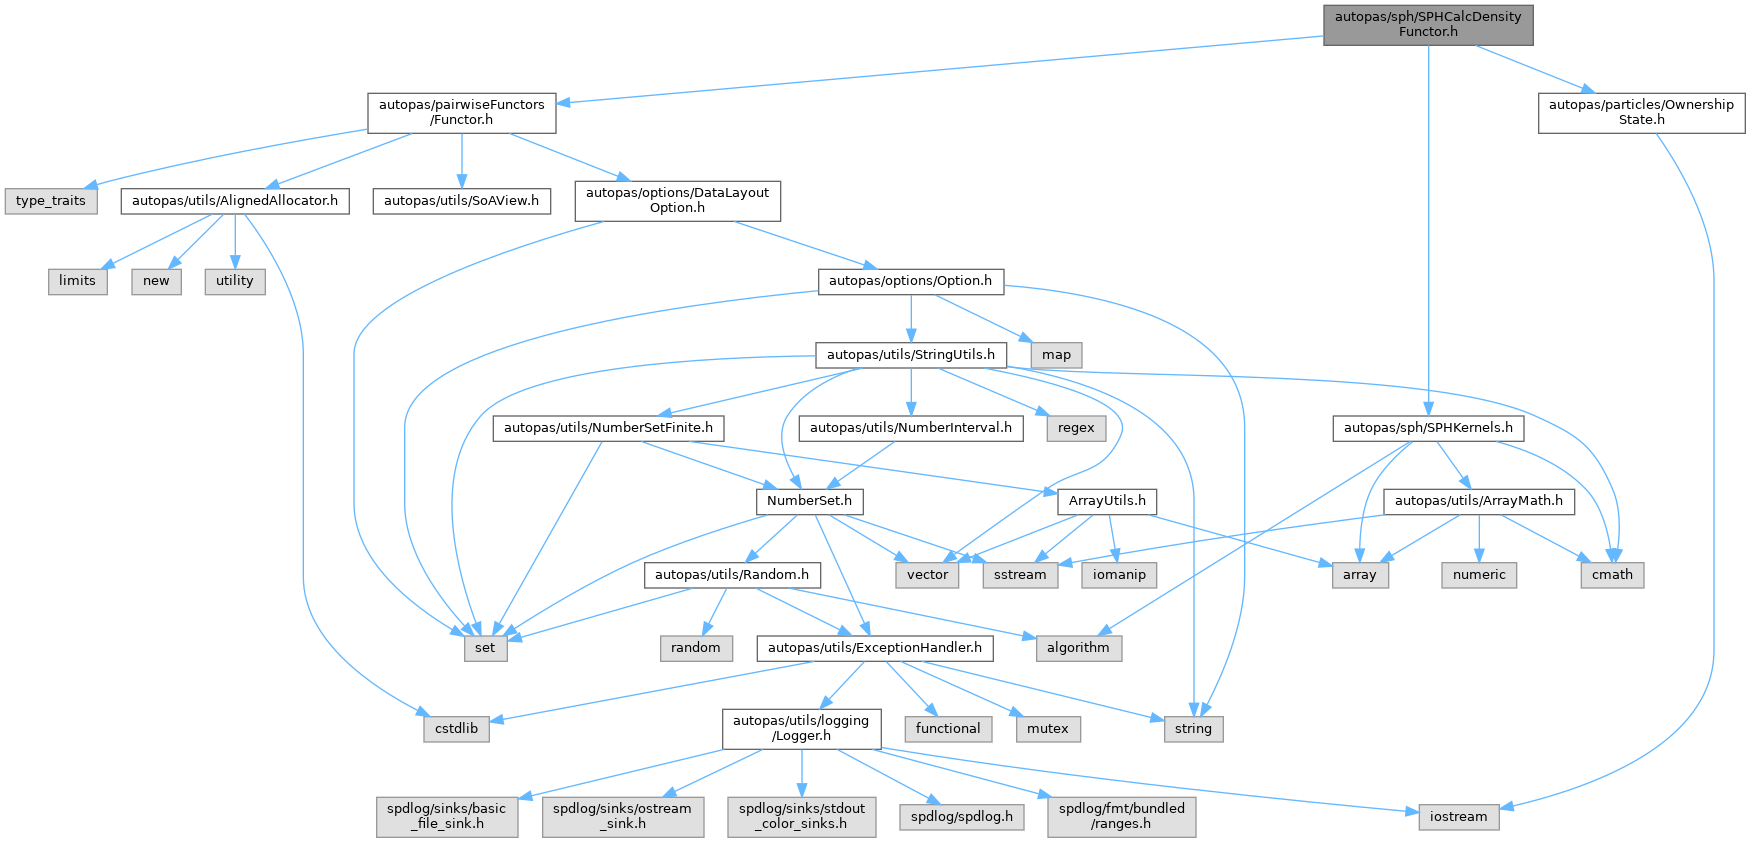 autopas/sph/SPHCalcDensity
Functor.h
autopas/pairwiseFunctors
/Functor.h
autopas/particles/Ownership
State.h
type_traits
autopas/utils/AlignedAllocator.h
autopas/utils/SoAView.h
autopas/options/DataLayout
Option.h
limits
new
utility
autopas/options/Option.h
autopas/utils/StringUtils.h
map
autopas/utils/NumberSetFinite.h
autopas/utils/NumberInterval.h
regex
autopas/sph/SPHKernels.h
NumberSet.h
ArrayUtils.h
autopas/utils/ArrayMath.h
autopas/utils/Random.h
vector
sstream
iomanip
array
numeric
cmath
set
random
autopas/utils/ExceptionHandler.h
algorithm
cstdlib
autopas/utils/logging
/Logger.h
functional
mutex
string
spdlog/sinks/basic
_file_sink.h
spdlog/sinks/ostream
_sink.h
spdlog/sinks/stdout
_color_sinks.h
spdlog/spdlog.h
spdlog/fmt/bundled
/ranges.h
iostream